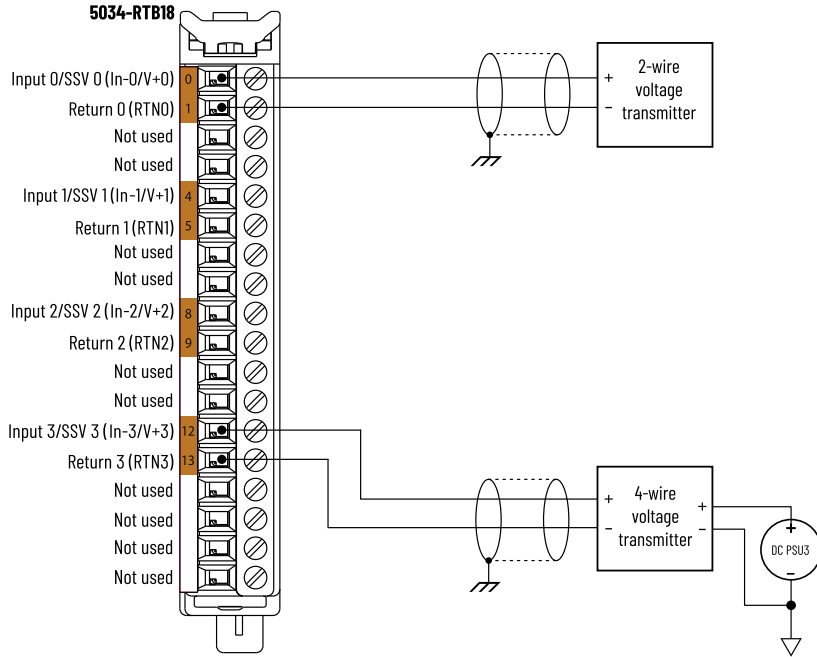 5034-RTB18
Input 0/SSV 0 (In-0/V+0)
0
Return 0 (RTN0)
1
Not used
Not used
Input 1/SSV 1 (In-1/V+1)
4
Return 1 (RTN1)
5
Not used
Not used
Input 2/SSV 2 (In-2/V+2)
8
Return 2 (RTN2)
9
Not used
Not used
Input 3/SSV 3 (In-3/V+3)
12
Return 3 (RTN3)
13
Not used
Not used
Not used
Not used
+
−
2-wire
voltage
transmitter
+
−
4-wire
voltage
transmitter
+
−
+
DC PSU3
−